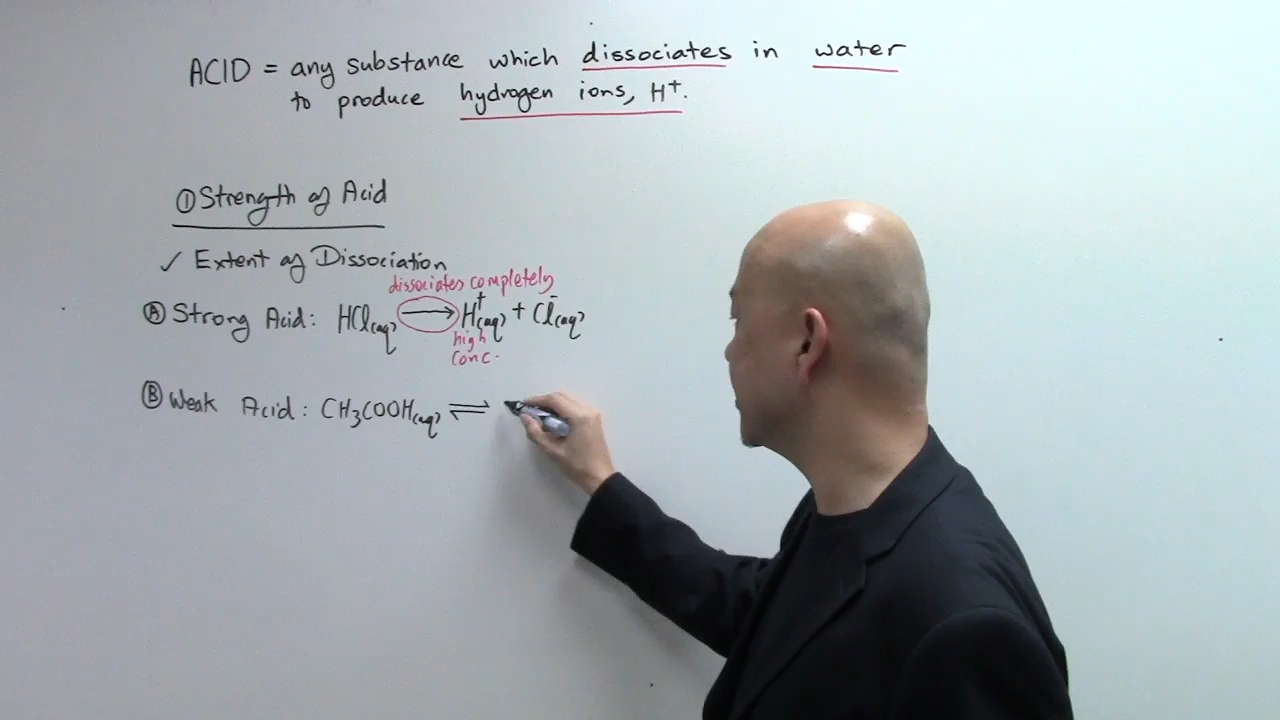 ACID = any substance which dissociates in water
to produce hydrogen ions, H⁺.
① Strength of Acid
✓ Extent of Dissociation
dissociates completely
Ⓐ Strong Acid: HCl(aq) → H⁺(aq) + Cl⁻(aq)
high
conc.
Ⓑ Weak Acid: CH₃COOH(aq) ⇌